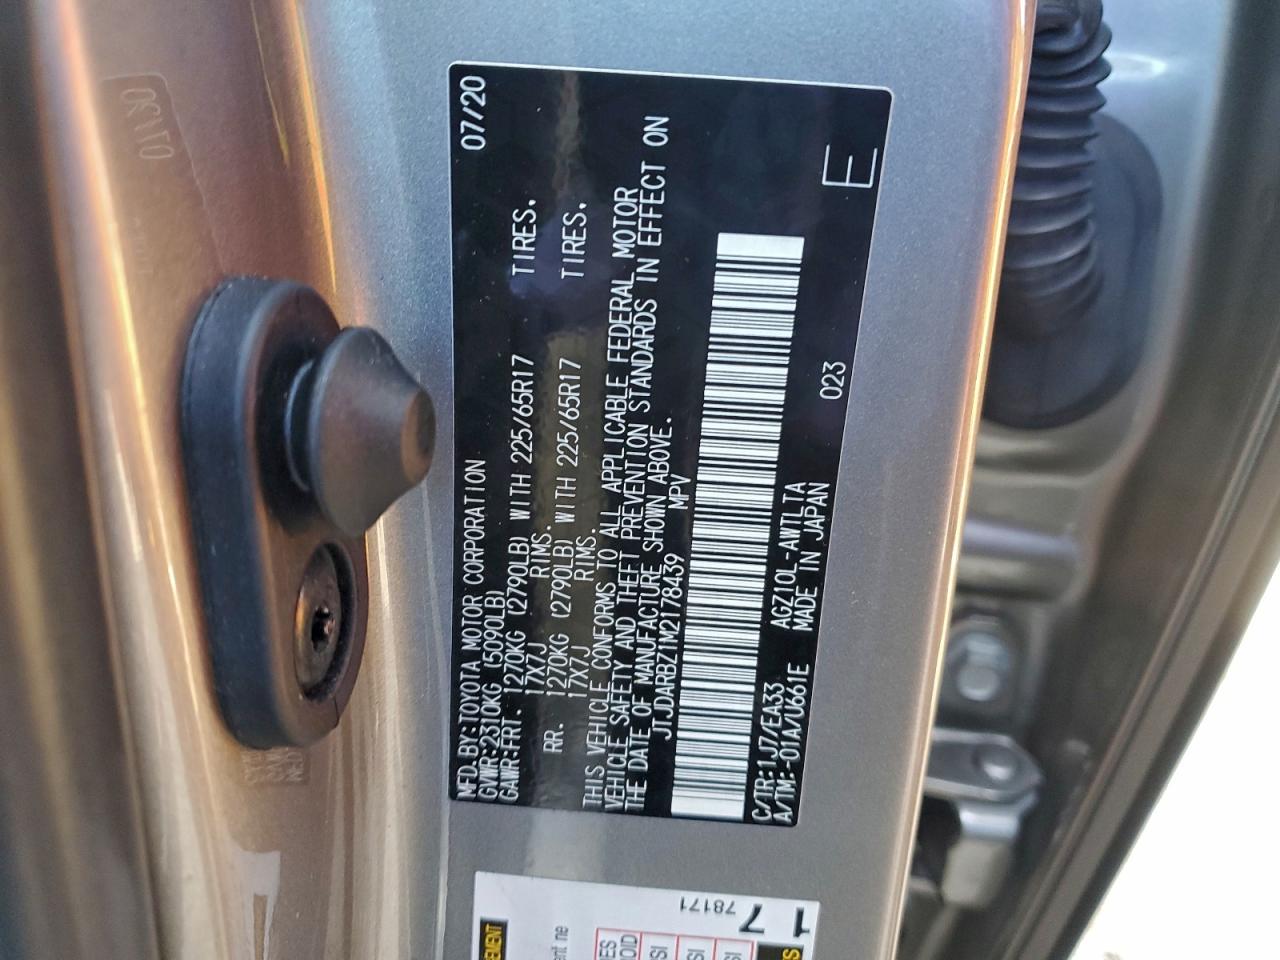 MFD.BY:TOYOTA MOTOR CORPORATION 07/20
GVWR:2310KG (5090LB)
GAWR:FRT. 1270KG (2790LB) WITH 225/65R17 TIRES.
17X7J RIMS.
RR. 1270KG (2790LB) WITH 225/65R17 TIRES.
17X7J RIMS.
THIS VEHICLE CONFORMS TO ALL APPLICABLE FEDERAL MOTOR
VEHICLE SAFETY AND THEFT PREVENTION STANDARDS IN EFFECT ON
THE DATE OF MANUFACTURE SHOWN ABOVE.
JTJDARBZ1M2178439 MPV
C/TR:1J7/EA33 AGZ10L-AWTLTA 023
A/TM:-01A/U661E MADE IN JAPAN
E
78171
17